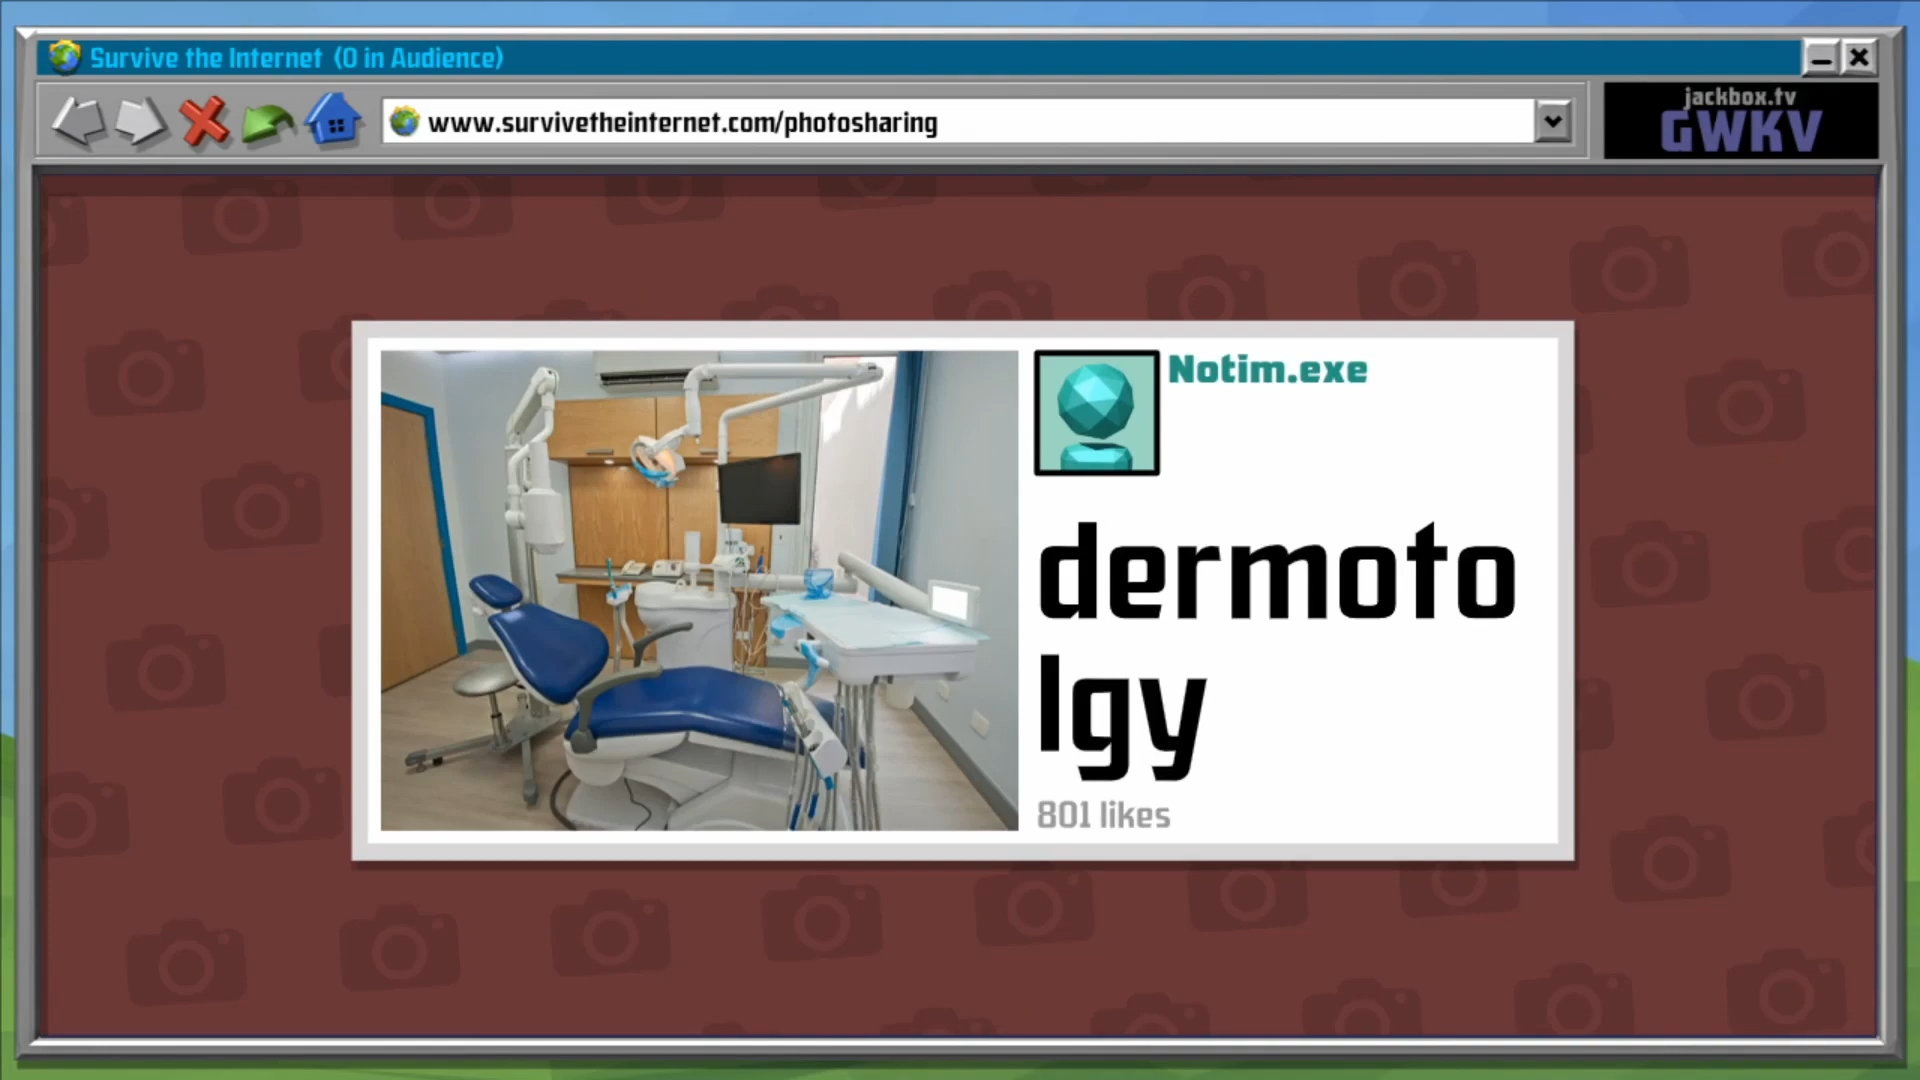 Survive the Internet (0 in Audience)
www.survivetheinternet.com/photosharing
jackbox.tv
GWKV
Notim.exe
dermoto
lgy
801 likes